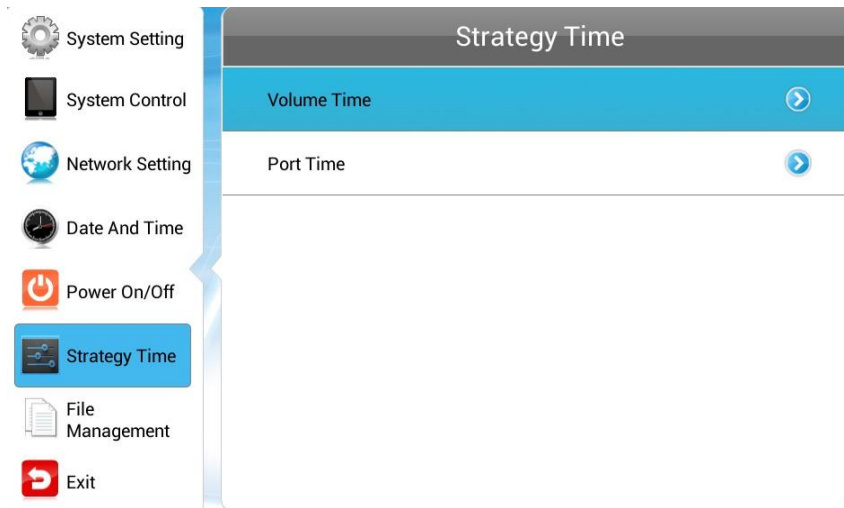 System Setting
System Control
Network Setting
Date And Time
Power On/Off
Strategy Time
File
Management
Exit
Strategy Time
Volume Time
Port Time